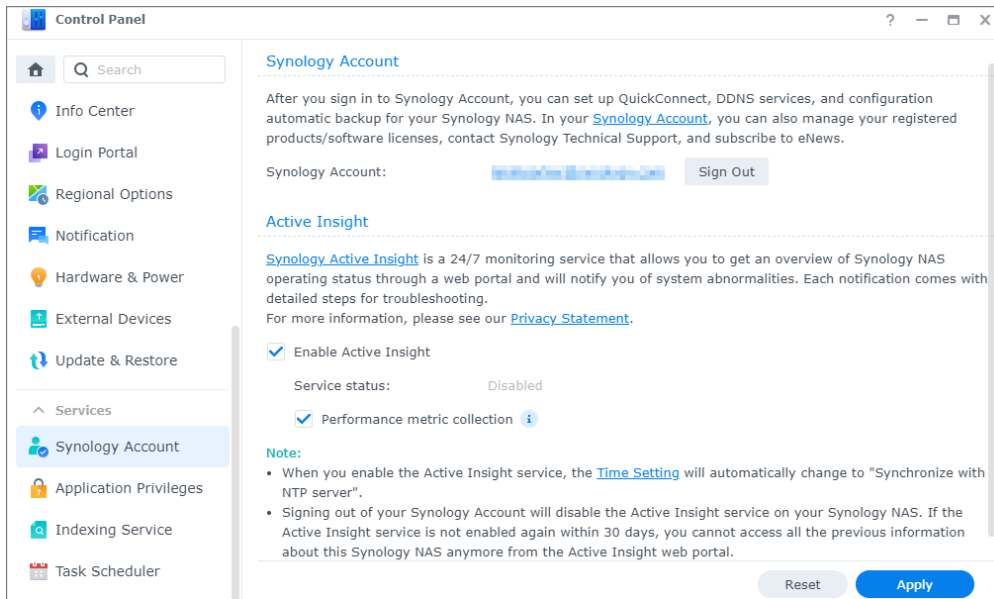 Control Panel
?
Search
Info Center
Login Portal
Regional Options
Notification
Hardware & Power
External Devices
Update & Restore
Services
Synology Account
Application Privileges
Indexing Service
Task Scheduler
Synology Account
After you sign in to Synology Account, you can set up QuickConnect, DDNS services, and configuration
automatic backup for your Synology NAS. In your Synology Account, you can also manage your registered
products/software licenses, contact Synology Technical Support, and subscribe to eNews.
Synology Account:
Sign Out
Active Insight
Synology Active Insight is a 24/7 monitoring service that allows you to get an overview of Synology NAS
operating status through a web portal and will notify you of system abnormalities. Each notification comes with
detailed steps for troubleshooting.
For more information, please see our Privacy Statement.
Enable Active Insight
Service status: Disabled
Performance metric collection i
Note:
• When you enable the Active Insight service, the Time Setting will automatically change to "Synchronize with
NTP server".
• Signing out of your Synology Account will disable the Active Insight service on your Synology NAS. If the
Active Insight service is not enabled again within 30 days, you cannot access all the previous information
about this Synology NAS anymore from the Active Insight web portal.
Reset
Apply